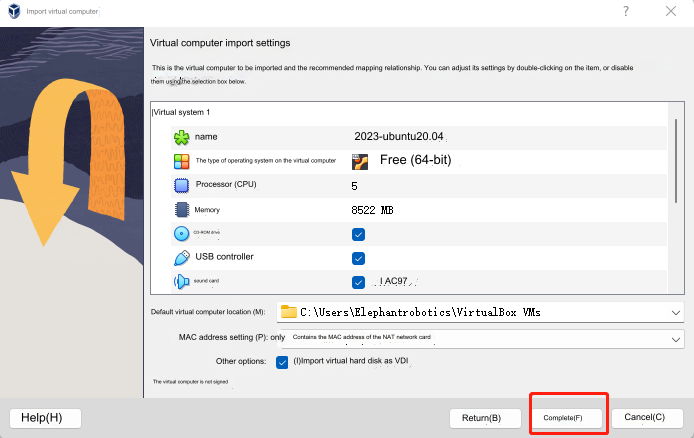 Import virtual computer
Virtual computer import settings
This is the virtual computer to be imported and the recommended mapping relationship. You can adjust its settings by double-clicking on the item, or disable
them using the selection box below.
Virtual system 1
name 2023-ubuntu20.04
The type of operating system on the virtual computer Free (64-bit)
Processor (CPU) 5
Memory 8522 MB
CD-ROM drive
USB controller
sound card I AC97
Default virtual computer location (M): C:\Users\Elephantrobotics\VirtualBox VMs
MAC address setting (P): only Contains the MAC address of the NAT network card
Other options: (I)Import virtual hard disk as VDI
The virtual computer is not signed
Help(H) Return(B) Complete(F) Cancel(C)